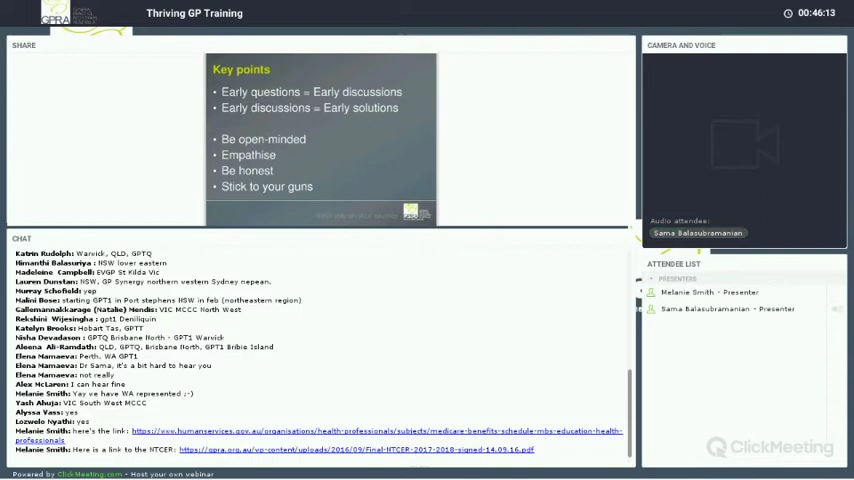 GPRA
Thriving GP Training
00:46:13
SHARE
CAMERA AND VOICE
Key points
• Early questions = Early discussions
• Early discussions = Early solutions
• Be open-minded
• Empathise
• Be honest
• Stick to your guns
Audio attendee:
Sama Balasubramanian
CHAT
ATTENDEE LIST
PRESENTERS
Melanie Smith - Presenter
Sama Balasubramanian - Presenter
Katrin Rudolph: Warwick, QLD, GPTQ
Himanthi Balasuriya : NSW lover eastern
Madeleine Campbell: EVGP St Kilda Vic
Lauren Dunstan: NSW, GP Synergy northern western Sydney nepean.
Murray Schofield: yep
Malini Bose: starting GPT1 in Port stephens NSW in feb (northeastern region)
Gallemannakkarage (Natalie) Mendis: VIC MCCC North West
Rekshini Wijesingha : gpt1 Deniliquin
Katelyn Brooks: Hobart Tas, GPTT
Nisha Devadason: GPTQ Brisbane North - GPT1 Warwick
Aleena Ali-Ramdath: QLD, GPTQ, Brisbane North, GPT1 Bribie Island
Elena Mamaeva: Perth, WA GPT1
Elena Mamaeva: Dr Sama, it's a bit hard to hear you
Elena Mamaeva: not really
Alex McLaren: I can hear fine
Melanie Smith: Yay we have WA represented ;-)
Yash Ahuja: VIC South West MCCC
Alyssa Vass: yes
Lozwelo Nyathi: yes
Melanie Smith: here's the link: https://www.humanservices.gov.au/organisations/health-professionals/subjects/medicare-benefits-schedule-mbs-education-health-
professionals
Melanie Smith: Here is a link to the NTCER: https://gpra.org.au/wp-content/uploads/2016/09/Final-NTCER-2017-2018-signed-14.09.16.pdf
ClickMeeting
Powered by ClickMeeting.com - Host your own webinar